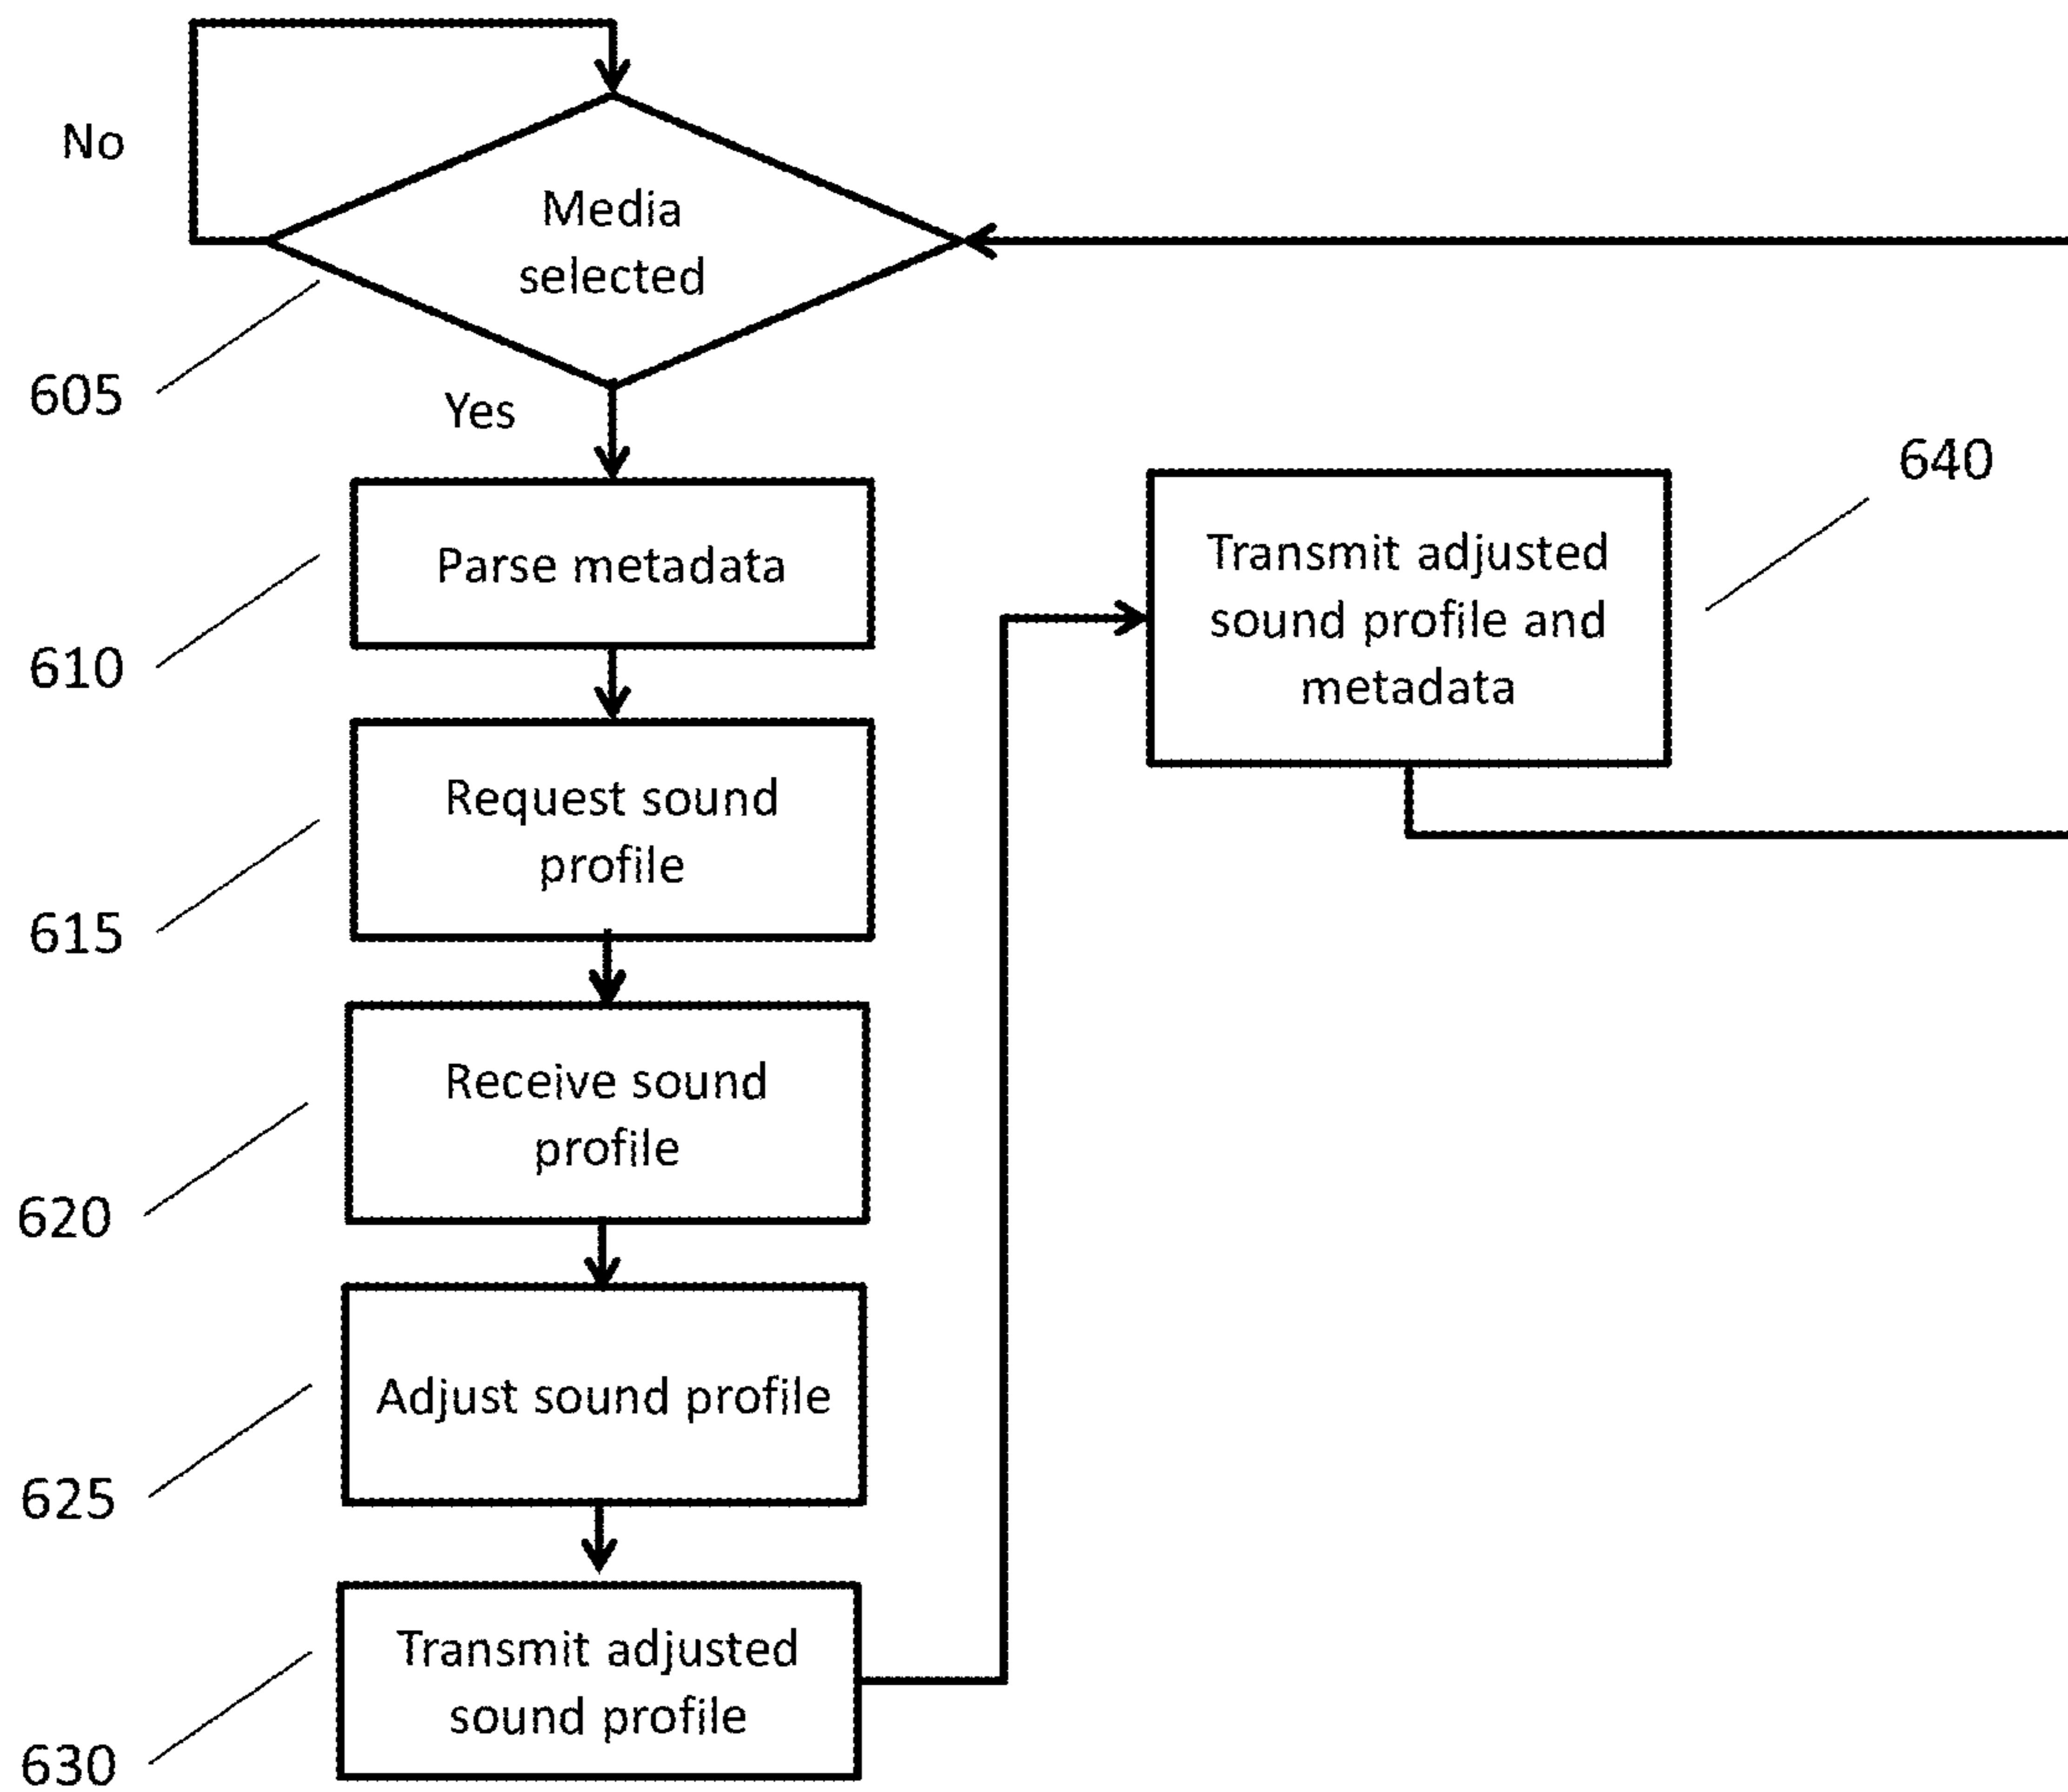 No
Media
selected
605
Yes
Parse metadata
610
Request sound
profile
615
Receive sound
profile
620
Adjust sound profile
625
Transmit adjusted
sound profile
630
Transmit adjusted
sound profile and
metadata
640